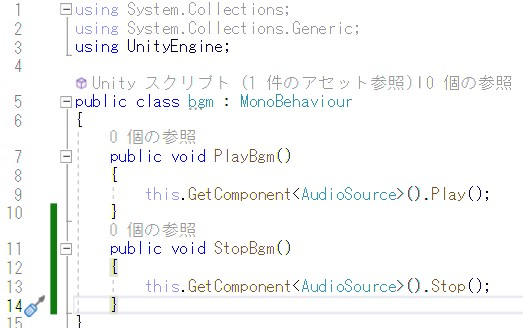 1 using System.Collections;
2 using System.Collections.Generic;
3 using UnityEngine;
4
Unity スクリプト (1 件のアセット参照)|0 個の参照
5 public class bgm : MonoBehaviour
6 {
0 個の参照
7 public void PlayBgm()
8 {
9 this.GetComponent<AudioSource>().Play();
10 }
0 個の参照
11 public void StopBgm()
12 {
13 this.GetComponent<AudioSource>().Stop();
14 }
15 }